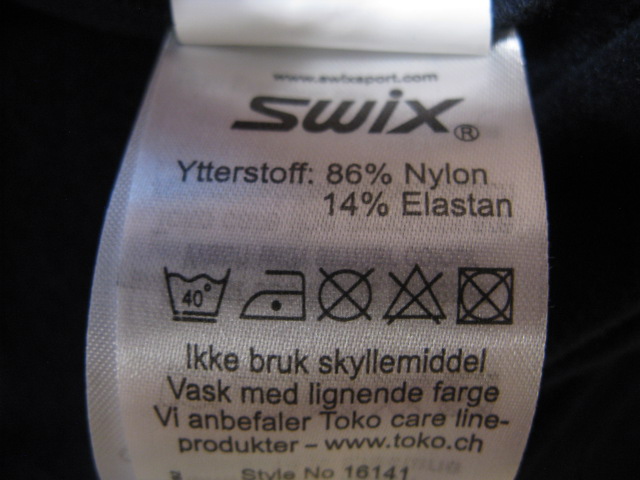 www.swixsport.com
swix®
Ytterstoff: 86% Nylon
14% Elastan
40°
Ikke bruk skyllemiddel
Vask med lignende farge
Vi anbefaler Toko care line-
produkter – www.toko.ch
Style No 16141